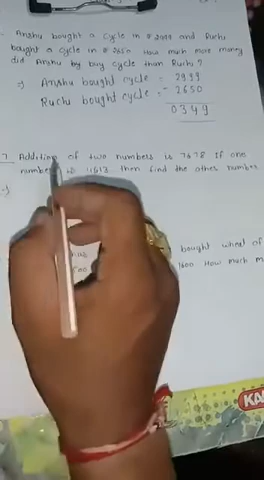 Anshu bought a cycle in ₹ 2999 and Ruchi
bought a cycle in ₹ 2650 How much more money
did Anshu by buy cycle than Ruchi ?
Anshu bought cycle = 2999
Ruchi bought cycle = - 2650
0349
7 Addition of two numbers is 7678 If one
number is 4613 then find the other number
bought wheel of
How much m
KA